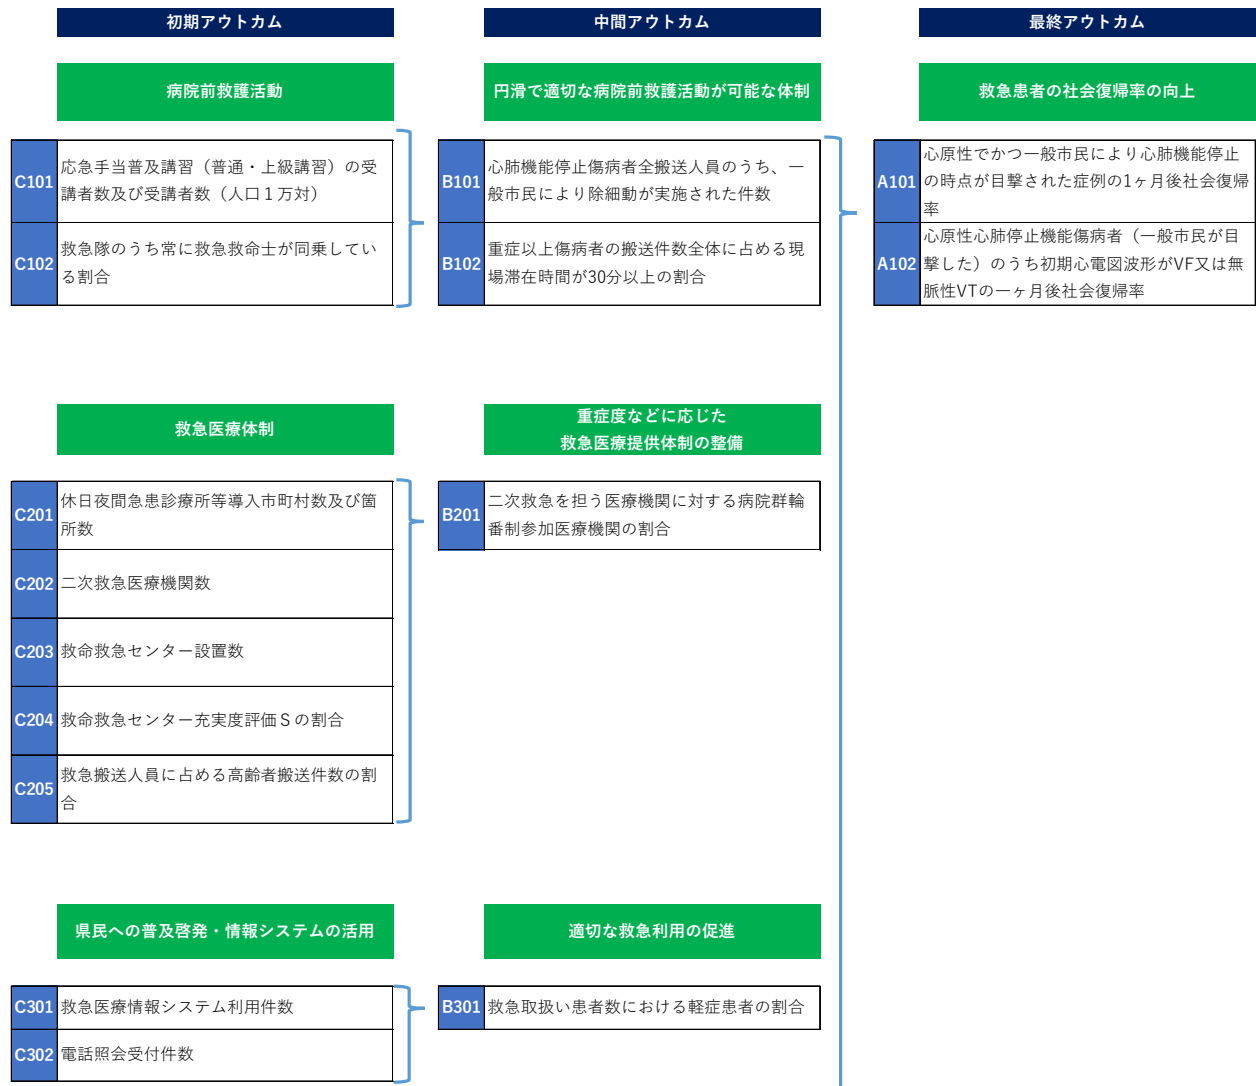 初期アウトカム
中間アウトカム
最終アウトカム
病院前救護活動
円滑で適切な病院前救護活動が可能な体制
救急患者の社会復帰率の向上
C101
応急手当普及講習（普通・上級講習）の受
講者数及び受講者数（人口１万対）
C102
救急隊のうち常に救急救命士が同乗してい
る割合
B101
心肺機能停止傷病者全搬送人員のうち、一
般市民により除細動が実施された件数
B102
重症以上傷病者の搬送件数全体に占める現
場滞在時間が30分以上の割合
A101
心原性でかつ一般市民により心肺機能停止
の時点が目撃された症例の1ヶ月後社会復帰
率
A102
心原性心肺停止機能傷病者（一般市民が目
撃した）のうち初期心電図波形がVF又は無
脈性VTの一ヶ月後社会復帰率
救急医療体制
重症度などに応じた
救急医療提供体制の整備
C201
休日夜間急患診療所等導入市町村数及び箇
所数
C202
二次救急医療機関数
C203
救命救急センター設置数
C204
救命救急センター充実度評価Ｓの割合
C205
救急搬送人員に占める高齢者搬送件数の割
合
B201
二次救急を担う医療機関に対する病院群輪
番制参加医療機関の割合
県民への普及啓発・情報システムの活用
適切な救急利用の促進
C301
救急医療情報システム利用件数
C302
電話照会受付件数
B301
救急取扱い患者数における軽症患者の割合